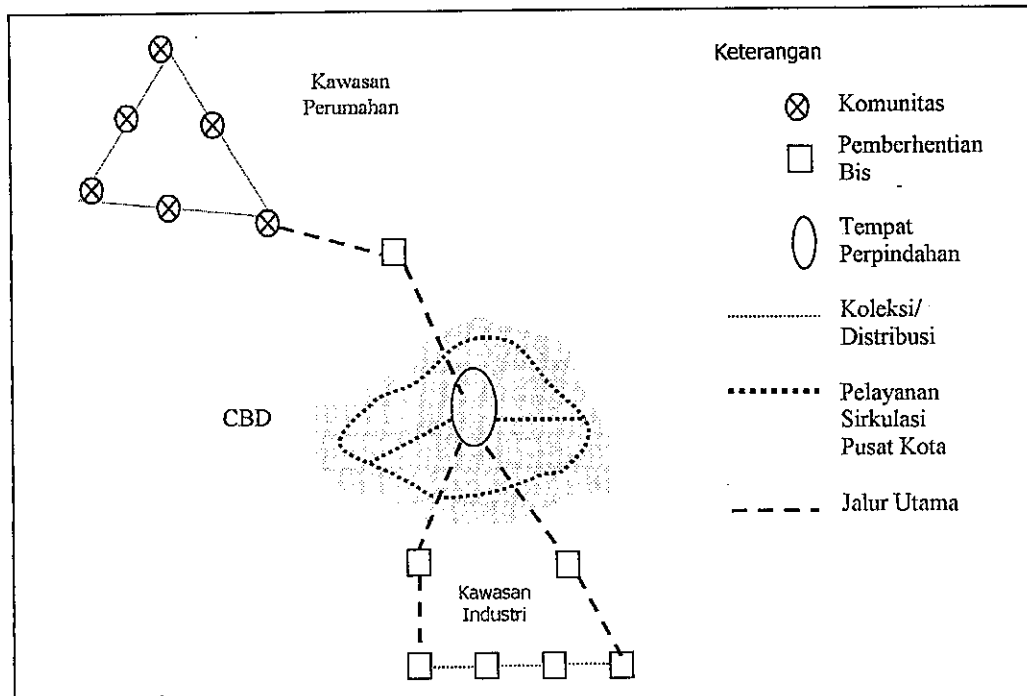 Kawasan
Perumahan
CBD
Kawasan
Industri
Keterangan
Komunitas
Pemberhentian
Bis
Tempat
Perpindahan
Koleksi/
Distribusi
Pelayanan
Sirkulasi
Pusat Kota
Jalur Utama